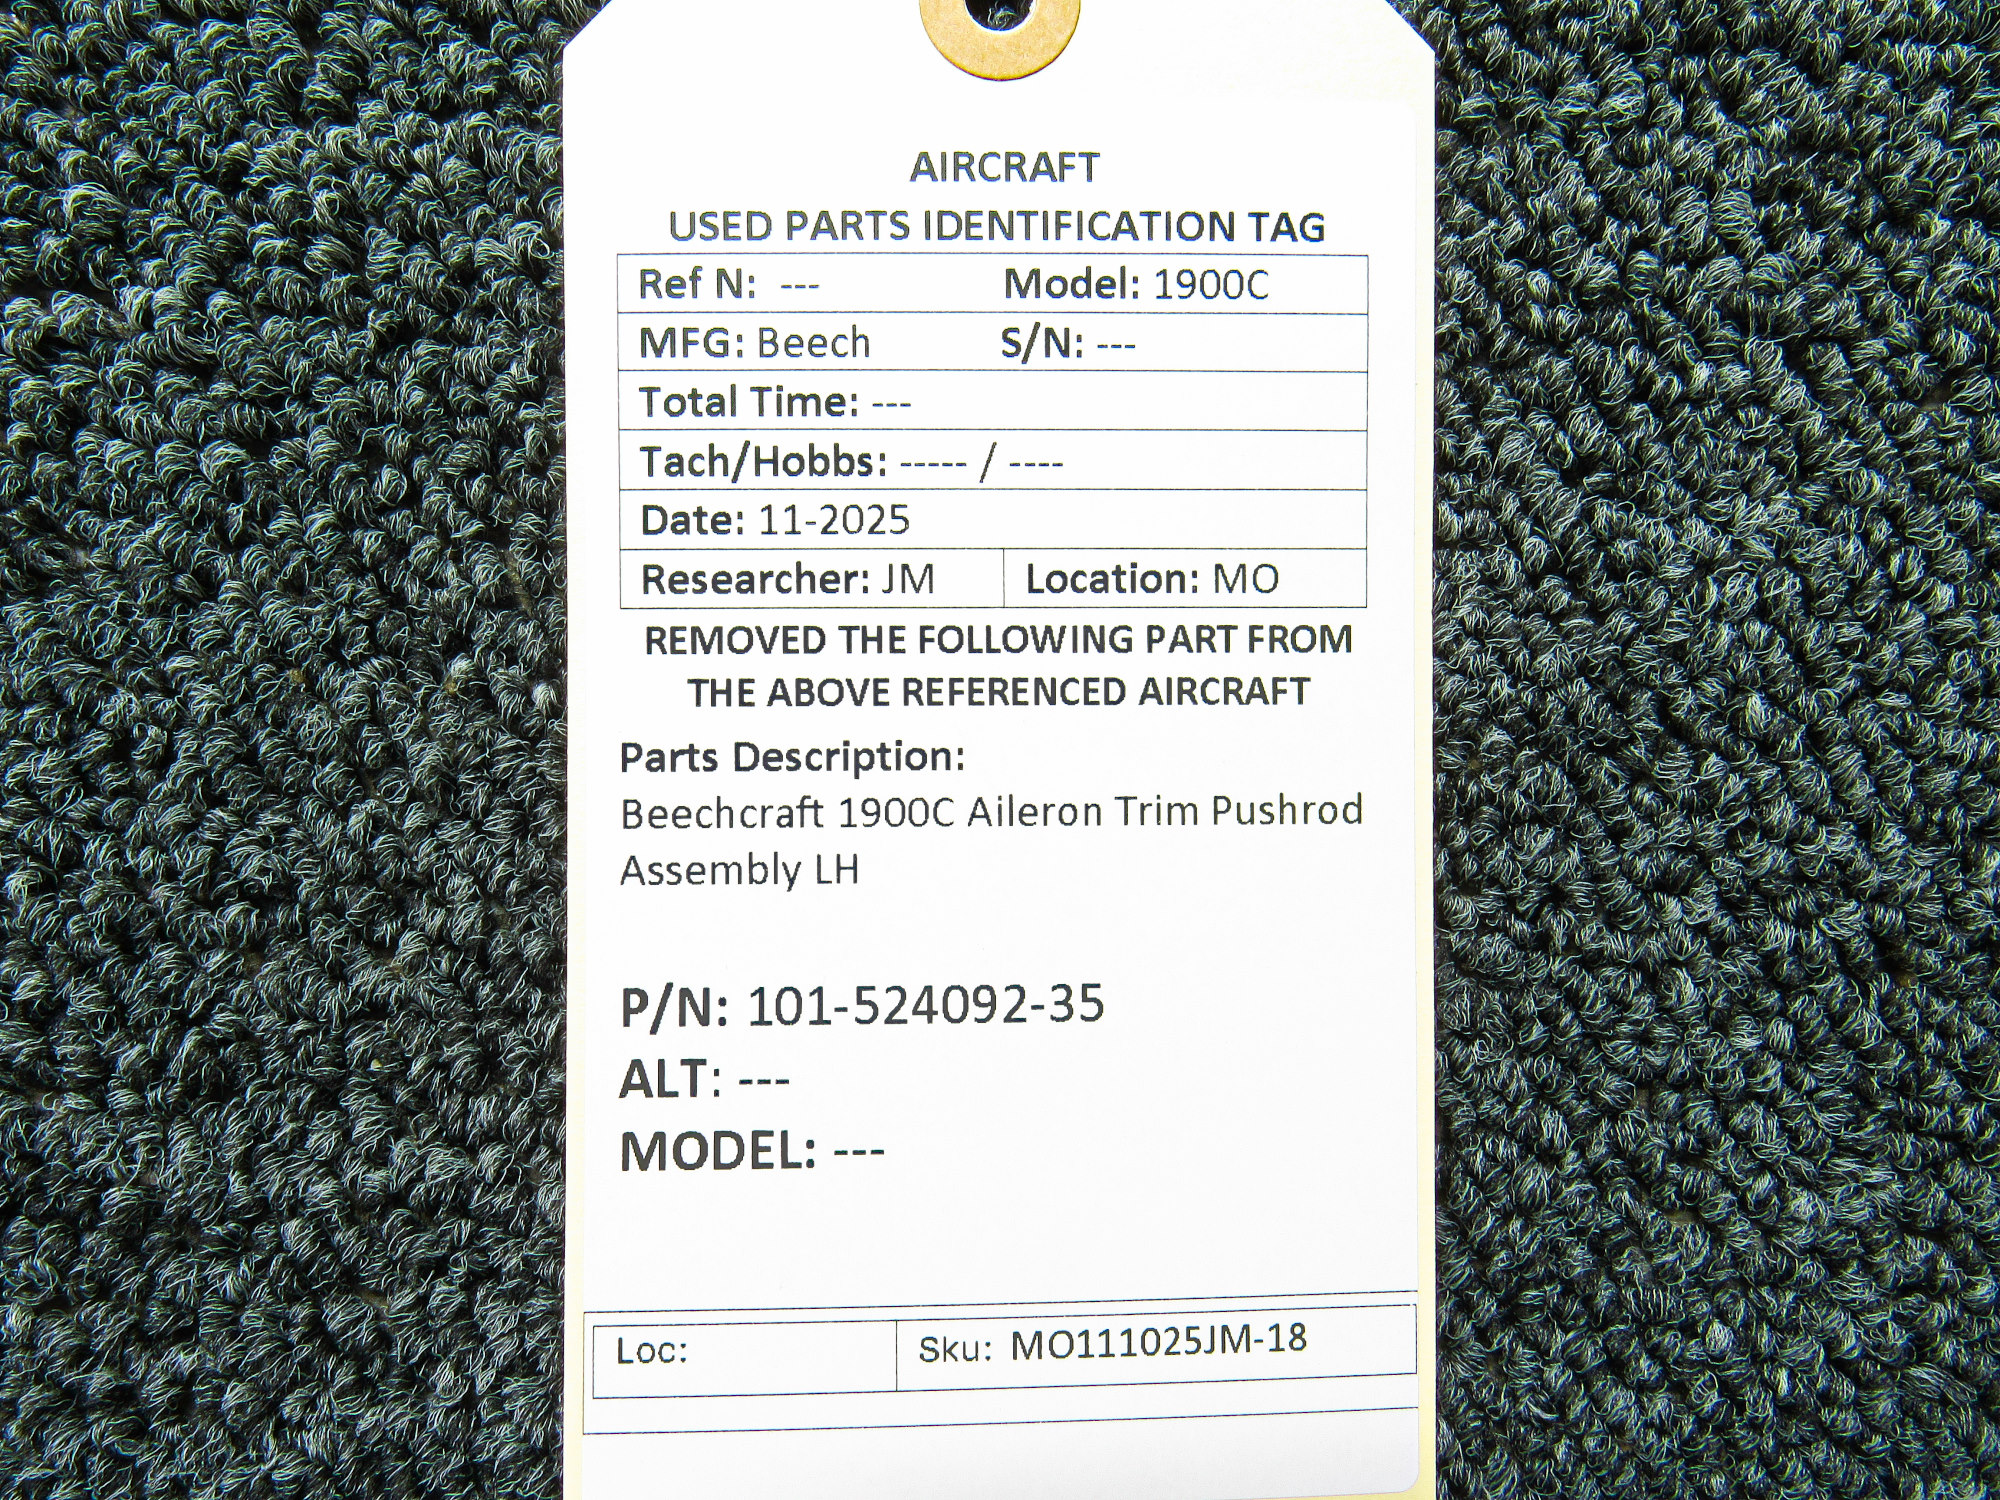 AIRCRAFT
USED PARTS IDENTIFICATION TAG
Ref N: --- Model: 1900C
MFG: Beech S/N: ---
Total Time: ---
Tach/Hobbs: ----- / ----
Date: 11-2025
Researcher: JM Location: MO
REMOVED THE FOLLOWING PART FROM
THE ABOVE REFERENCED AIRCRAFT
Parts Description:
Beechcraft 1900C Aileron Trim Pushrod
Assembly LH
P/N: 101-524092-35
ALT: ---
MODEL: ---
Loc: Sku: MO111025JM-18